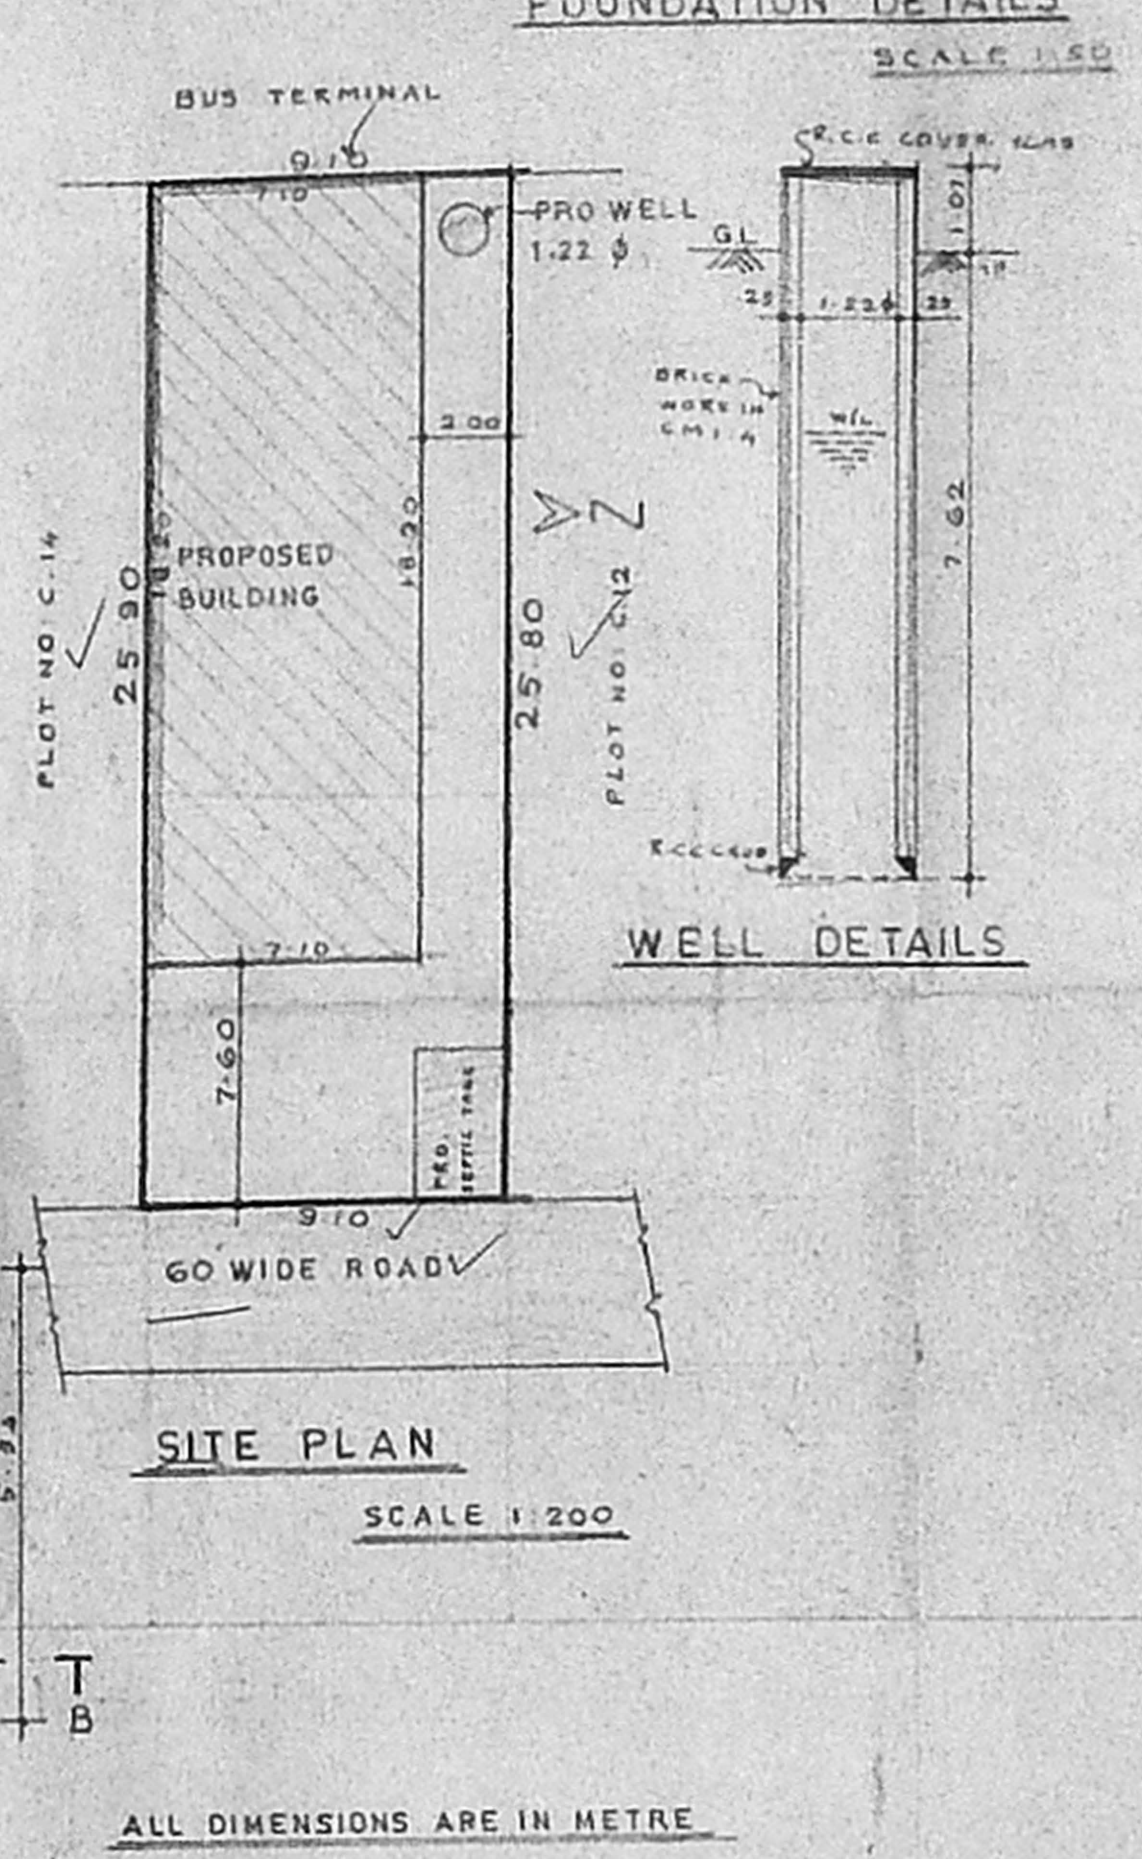 FOUNDATION DETAILS
SCALE 1:50
BUS TERMINAL
9.10
7.10
PRO WELL
1.22 φ
2.00
PROPOSED
BUILDING
18.20
18.20
25.90
25.80
PLOT NO: C.14
PLOT NO: C.12
N
7.10
7.60
PRO.
SEPTIC TANK
9.10
60 WIDE ROAD
SITE PLAN
SCALE 1:200
R.C.C COVER SLAB
1.07
GL
.25
1.22 φ
.25
BRICK
WORK IN
CM 1:4
W/L
7.62
WELL DETAILS
T
B
ALL DIMENSIONS ARE IN METRE